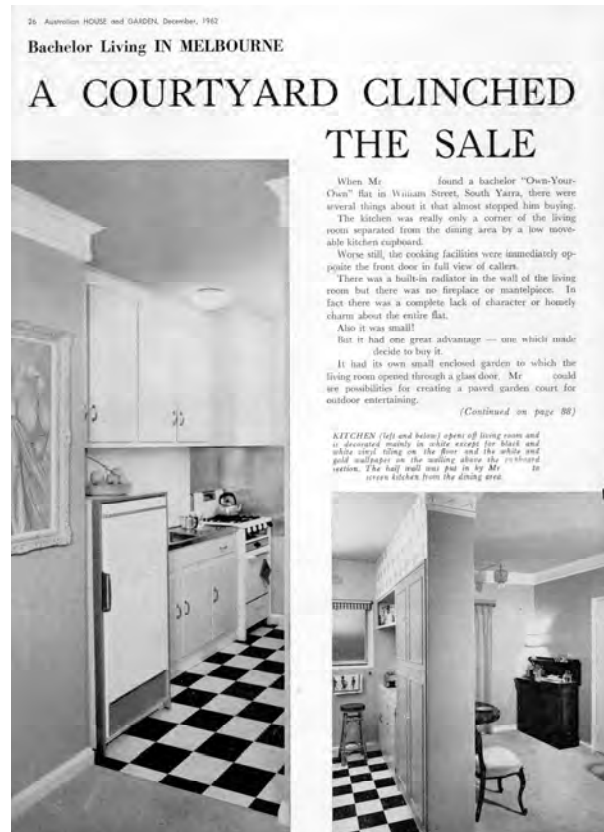 26 Australian HOUSE and GARDEN, December, 1962
Bachelor Living IN MELBOURNE
A COURTYARD CLINCHED
THE SALE
When Mr found a bachelor "Own-Your-
Own" flat in William Street, South Yarra, there were
several things about it that almost stopped him buying.
The kitchen was really only a corner of the living
room separated from the dining area by a low move-
able kitchen cupboard.
Worse still, the cooking facilities were immediately op-
posite the front door in full view of callers.
There was a built-in radiator in the wall of the living
room but there was no fireplace or mantelpiece. In
fact there was a complete lack of character or homely
charm about the entire flat.
Also it was small!
But it had one great advantage — one which made
decide to buy it.
It had its own small enclosed garden to which the
living room opened through a glass door. Mr could
see possibilities for creating a paved garden court for
outdoor entertaining.
(Continued on page 88)
KITCHEN (left and below) opens off living room and
is decorated mainly in white except for black and
white vinyl tiling on the floor and the white and
gold wallpaper on the walling above the cupboard
section. The half wall was put in by Mr to
screen kitchen from the dining area.